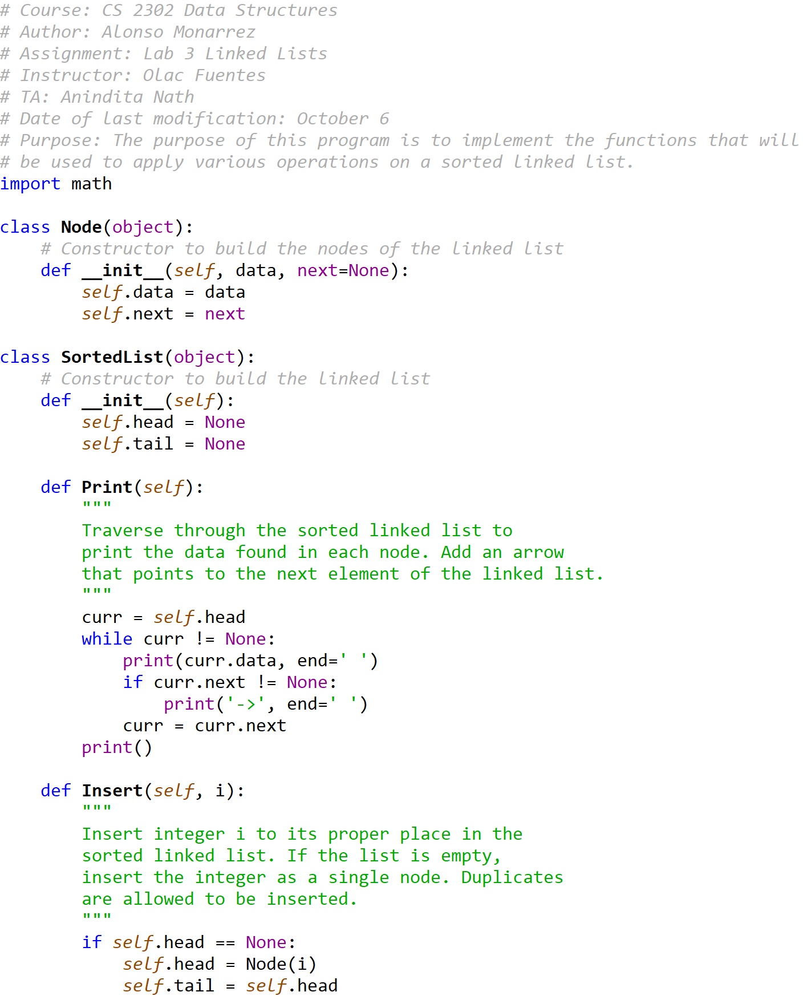 # Course: CS 2302 Data Structures
# Author: Alonso Monarrez
# Assignment: Lab 3 Linked Lists
# Instructor: Olac Fuentes
# TA: Anindita Nath
# Date of last modification: October 6
# Purpose: The purpose of this program is to implement the functions that will
# be used to apply various operations on a sorted linked list.
import math

class Node(object):
    # Constructor to build the nodes of the linked list
    def __init__(self, data, next=None):
        self.data = data
        self.next = next

class SortedList(object):
    # Constructor to build the linked list
    def __init__(self):
        self.head = None
        self.tail = None

    def Print(self):
        """
        Traverse through the sorted linked list to
        print the data found in each node. Add an arrow
        that points to the next element of the linked list.
        """
        curr = self.head
        while curr != None:
            print(curr.data, end=' ')
            if curr.next != None:
                print('->', end=' ')
            curr = curr.next
        print()

    def Insert(self, i):
        """
        Insert integer i to its proper place in the
        sorted linked list. If the list is empty,
        insert the integer as a single node. Duplicates
        are allowed to be inserted.
        """
        if self.head == None:
            self.head = Node(i)
            self.tail = self.head